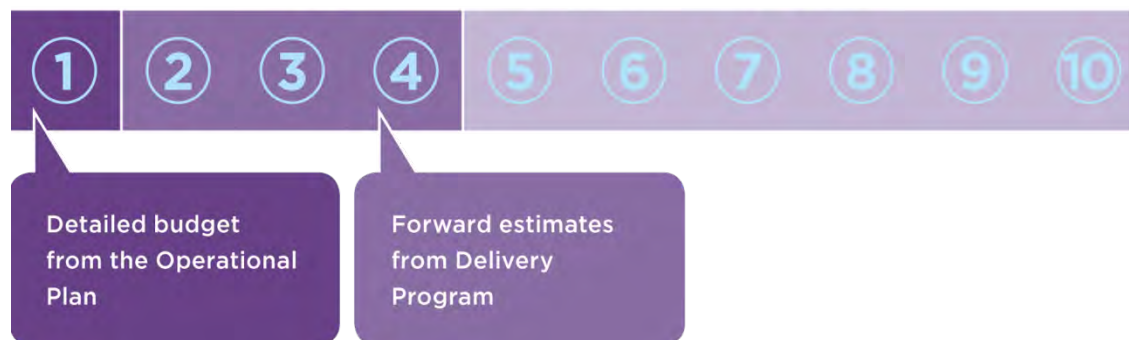 1 2 3 4 5 6 7 8 9 10
Detailed budget
from the Operational
Plan
Forward estimates
from Delivery
Program